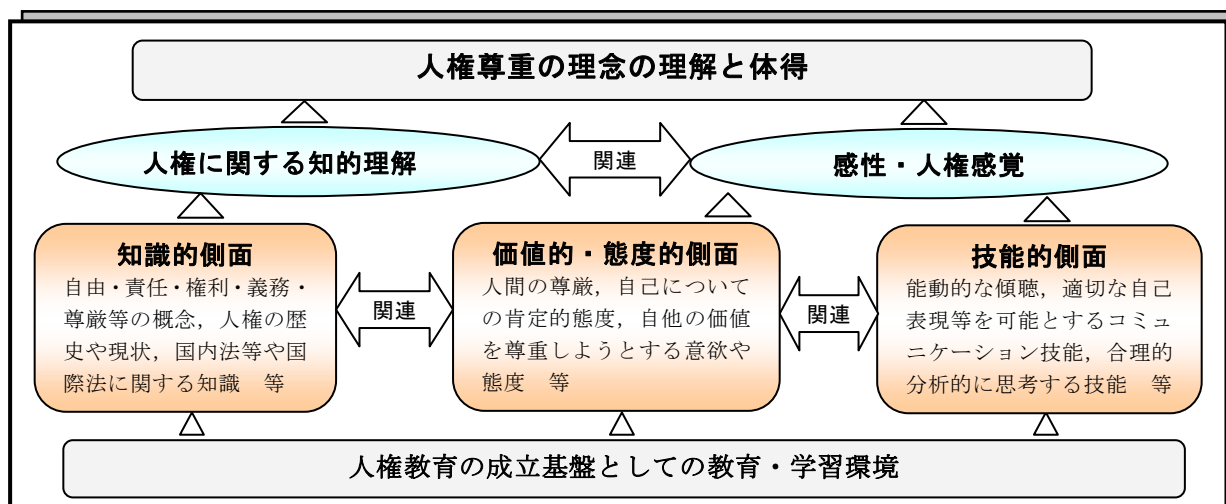 人権尊重の理念の理解と体得
人権に関する知的理解
関連
感性・人権感覚
知識的側面
自由・責任・権利・義務・
尊厳等の概念，人権の歴
史や現状，国内法等や国
際法に関する知識　等
関連
価値的・態度的側面
人間の尊厳，自己について
の肯定的態度，自他の価値
を尊重しようとする意欲や
態度　等
関連
技能的側面
能動的な傾聴，適切な自己
表現等を可能とするコミュ
ニケーション技能，合理的
分析的に思考する技能　等
人権教育の成立基盤としての教育・学習環境